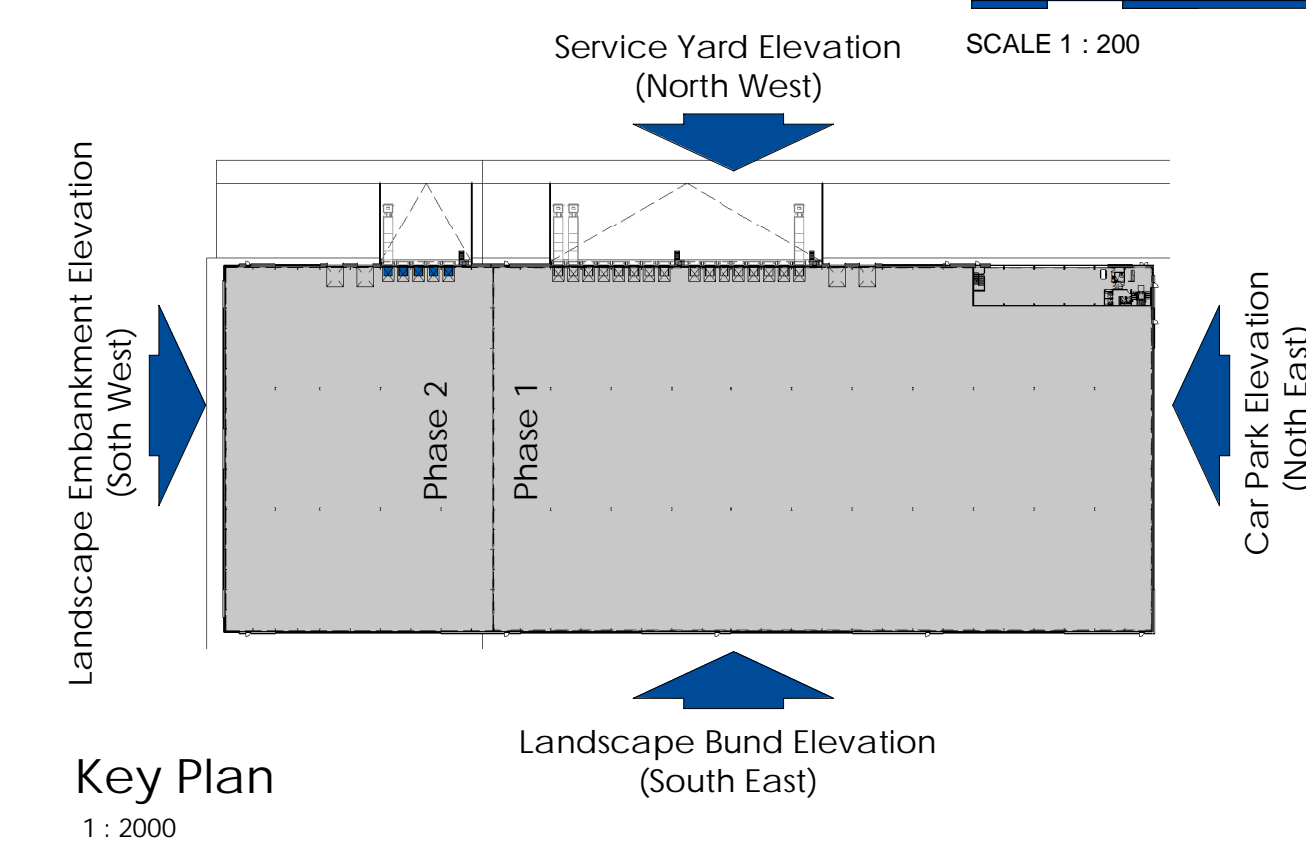 Service Yard Elevation
(North West)
SCALE 1 : 200
Landscape Embankment Elevation
(Soth West)
Phase 2
Phase 1
Car Park Elevation
(Noth East)
Landscape Bund Elevation
(South East)
Key Plan
1 : 2000